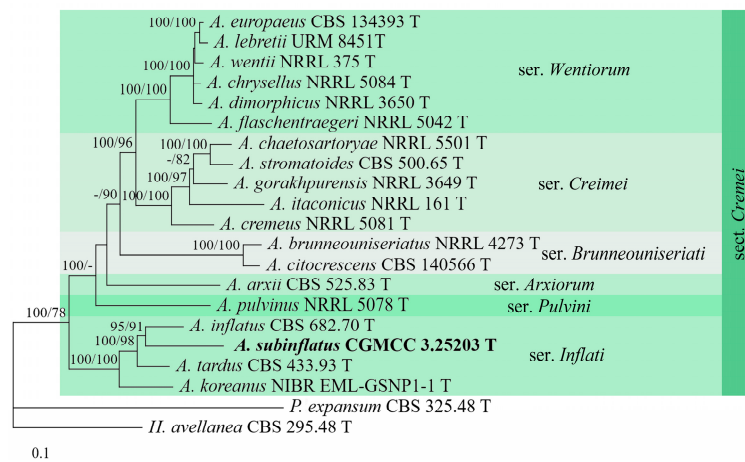 100/100
A. europaeus CBS 134393 T
A. lebretii URM 8451T
A. wentii NRRL 375 T
100/100
A. chrysellus NRRL 5084 T
ser. Wentiorum
100/100
A. dimorphicus NRRL 3650 T
A. flaschentraegeri NRRL 5042 T
100/96
100/100
A. chaetosartoryae NRRL 5501 T
-/82
A. stromatoides CBS 500.65 T
100/97
A. gorakhpurensis NRRL 3649 T
ser. Creimei
100/100
A. itaconicus NRRL 161 T
-/90
A. cremeus NRRL 5081 T
sect. Cremei
100/100
A. brunneouniseriatus NRRL 4273 T
ser. Brunneouniseriati
A. citocrescens CBS 140566 T
100/-
A. arxii CBS 525.83 T
ser. Arxiorum
A. pulvinus NRRL 5078 T
ser. Pulvini
100/78
95/91
A. inflatus CBS 682.70 T
100/98
A. subinflatus CGMCC 3.25203 T
ser. Inflati
100/100
A. tardus CBS 433.93 T
A. koreanus NIBR EML-GSNP1-1 T
P. expansum CBS 325.48 T
H. avellanea CBS 295.48 T
0.1